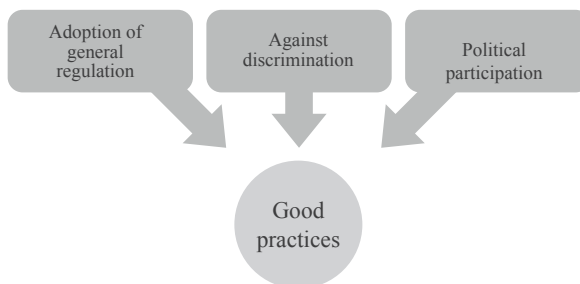 Adoption of
general
regulation
Against
discrimination
Political
participation
Good
practices